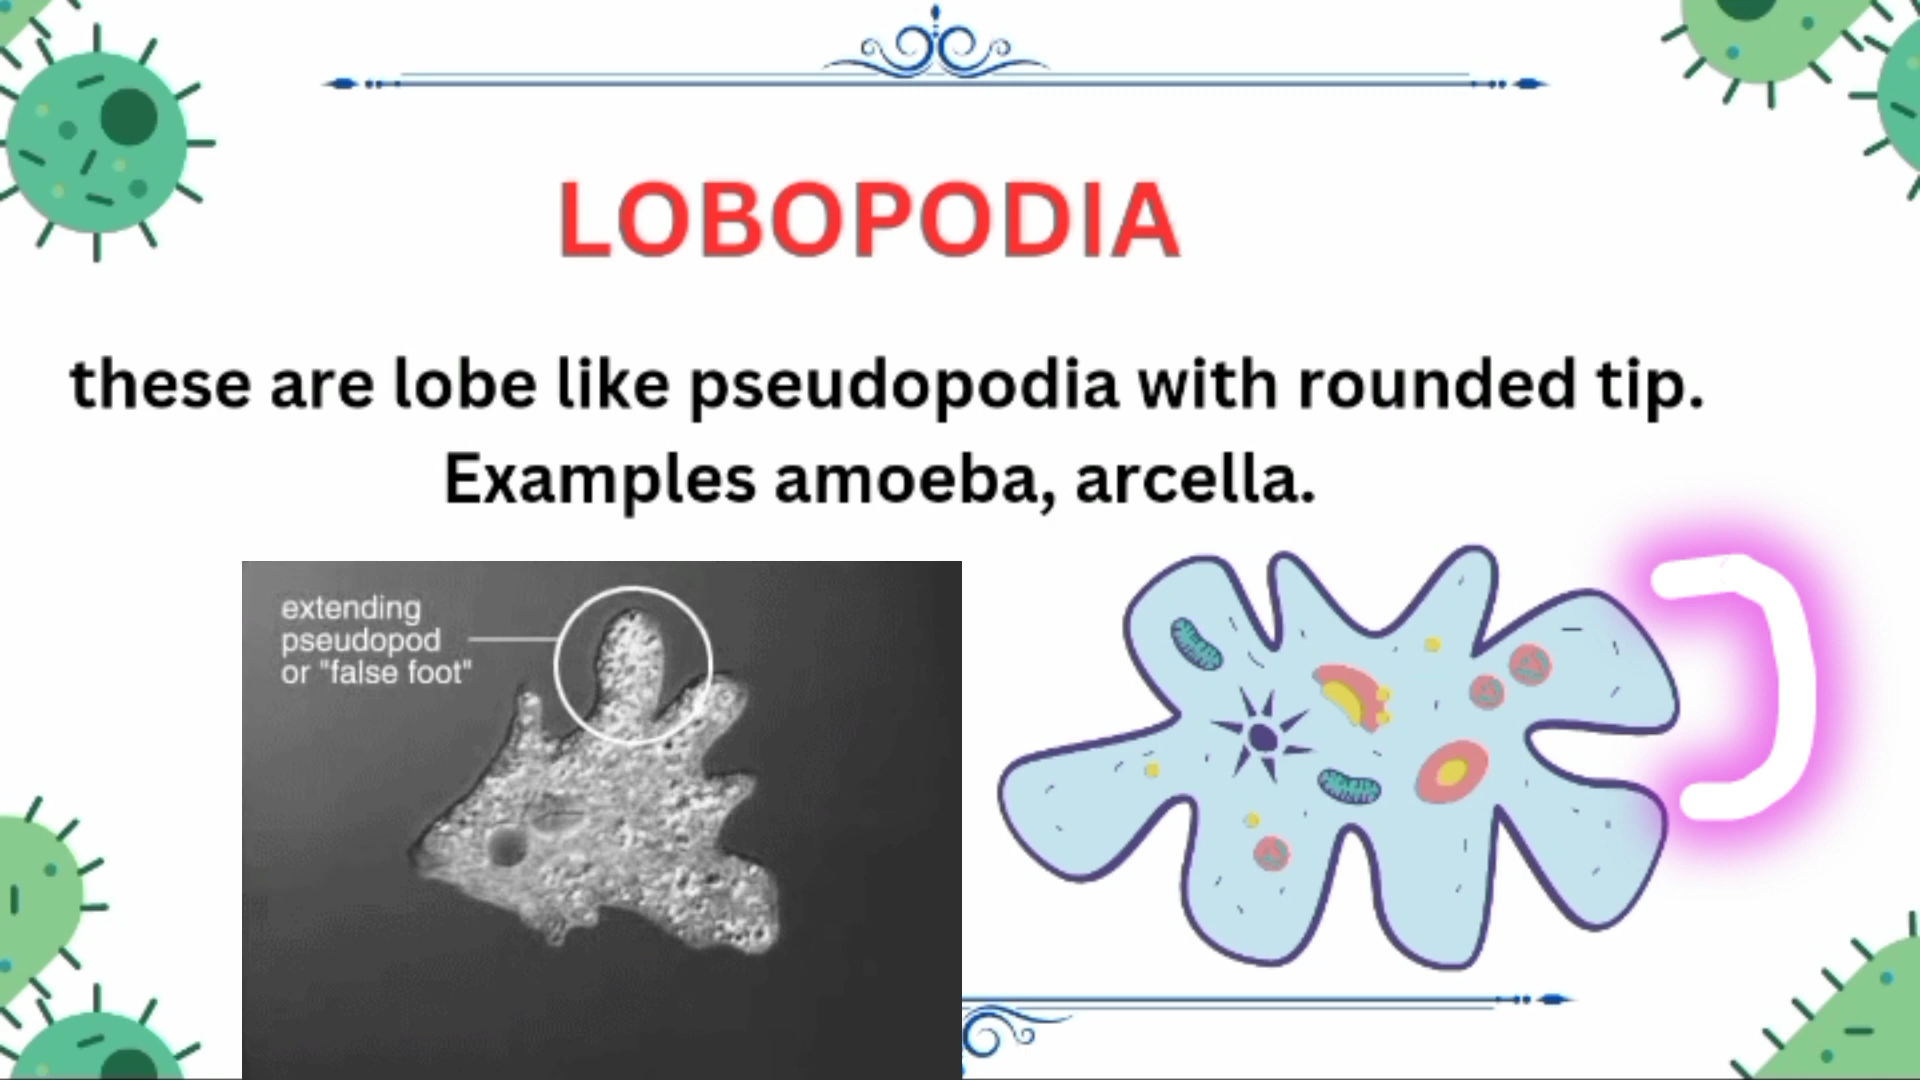 LOBOPODIA
these are lobe like pseudopodia with rounded tip.
Examples amoeba, arcella.
extending
pseudopod
or "false foot"